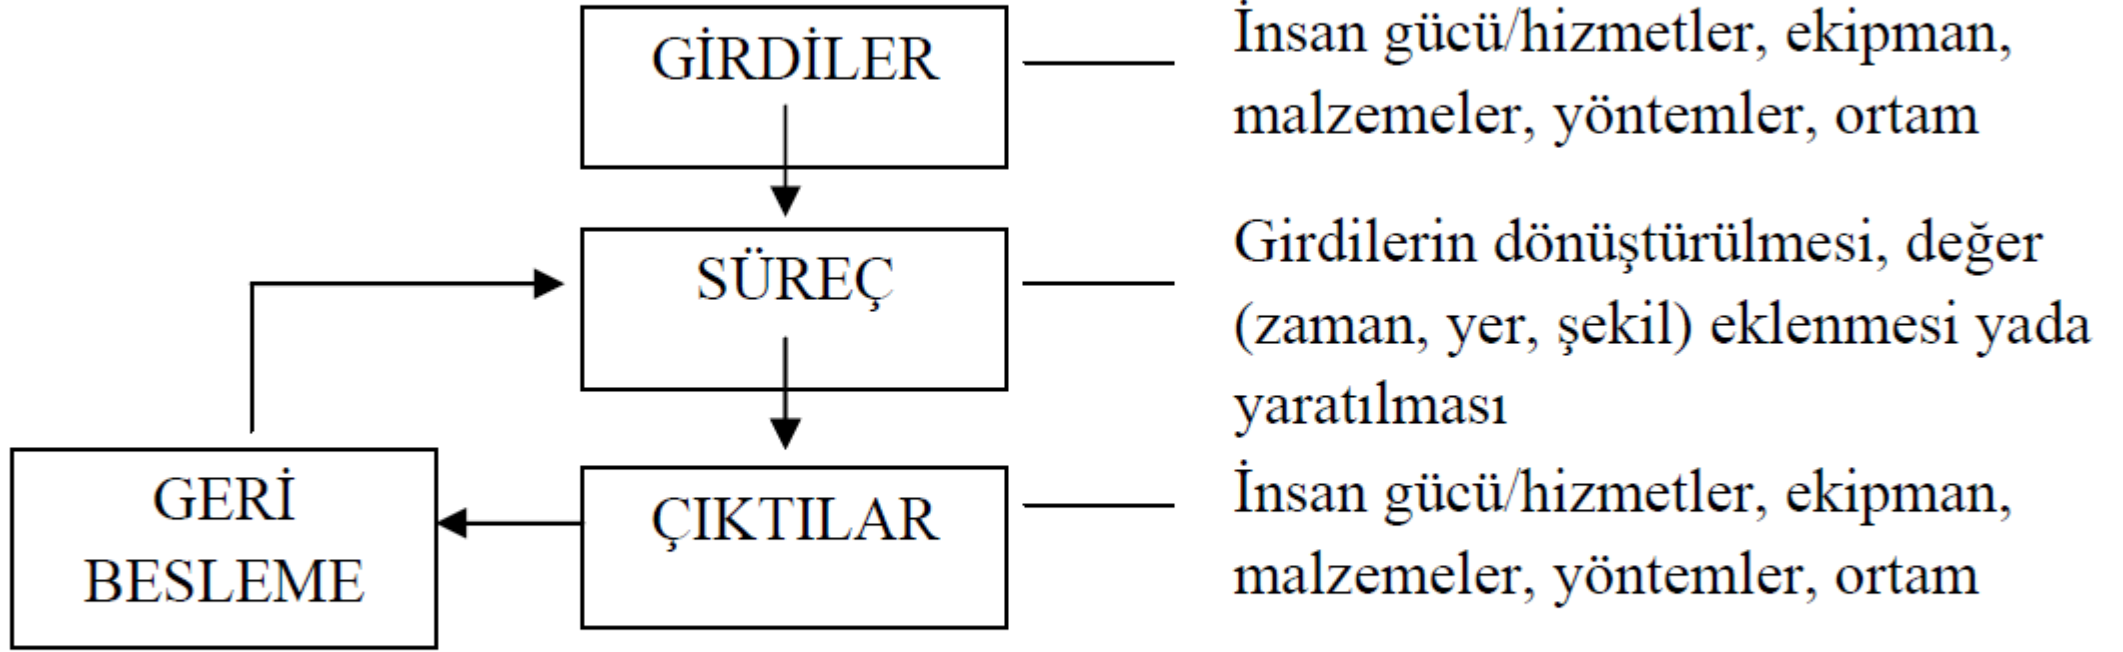 GİRDİLER
İnsan gücü/hizmetler, ekipman,
malzemeler, yöntemler, ortam
SÜREÇ
Girdilerin dönüştürülmesi, değer
(zaman, yer, şekil) eklenmesi yada
yaratılması
GERİ
BESLEME
ÇIKTILAR
İnsan gücü/hizmetler, ekipman,
malzemeler, yöntemler, ortam